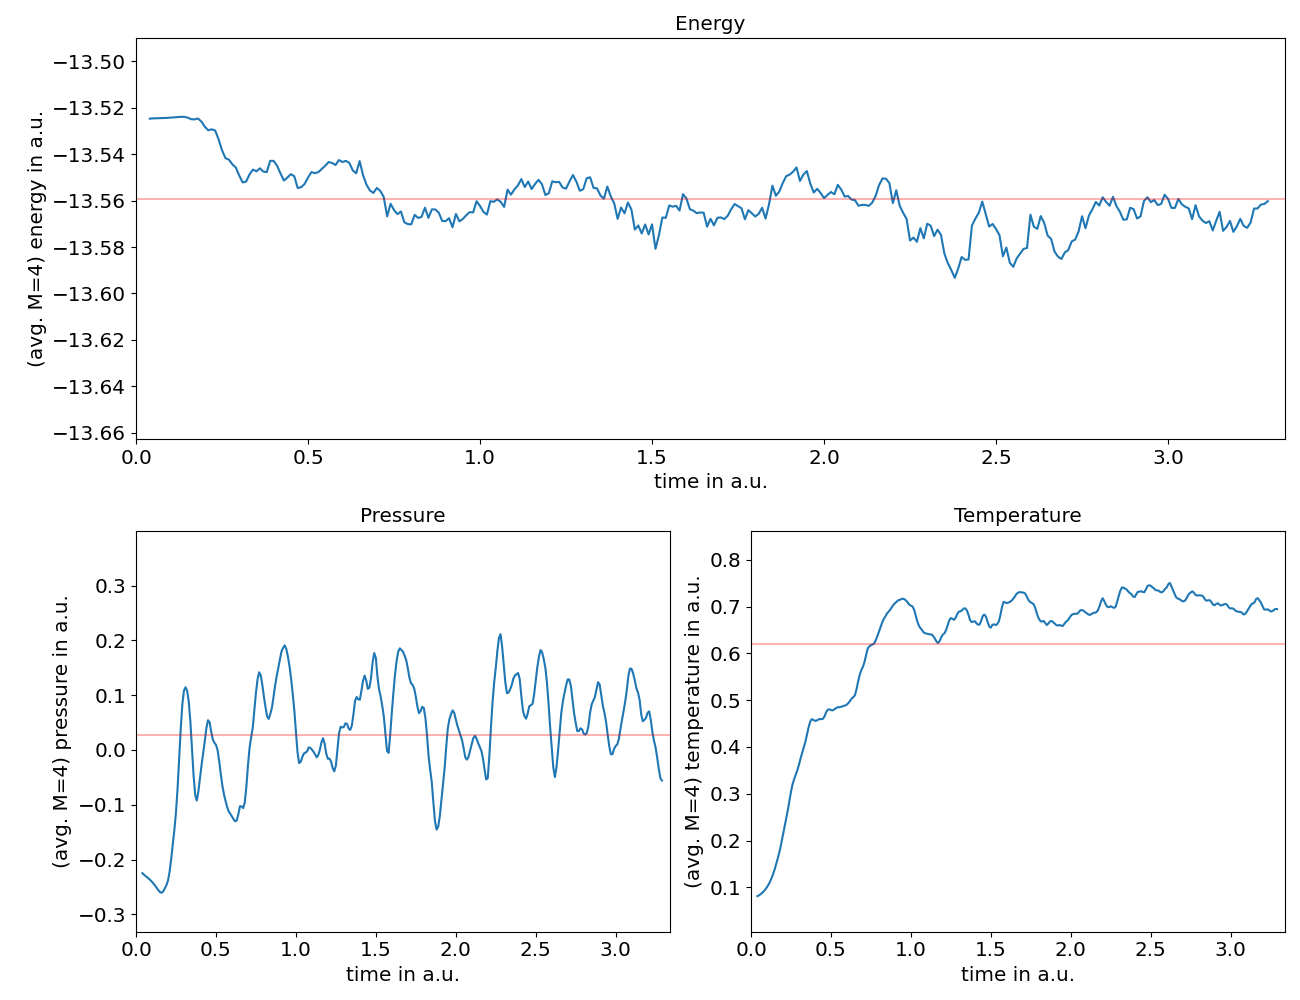 Energy
(avg. M=4) energy in a.u.
−13.50
−13.52
−13.54
−13.56
−13.58
−13.60
−13.62
−13.64
−13.66
0.0 0.5 1.0 1.5 2.0 2.5 3.0
time in a.u.
Pressure
(avg. M=4) pressure in a.u.
0.3
0.2
0.1
0.0
−0.1
−0.2
−0.3
0.0 0.5 1.0 1.5 2.0 2.5 3.0
time in a.u.
Temperature
(avg. M=4) temperature in a.u.
0.8
0.7
0.6
0.5
0.4
0.3
0.2
0.1
0.0 0.5 1.0 1.5 2.0 2.5 3.0
time in a.u.